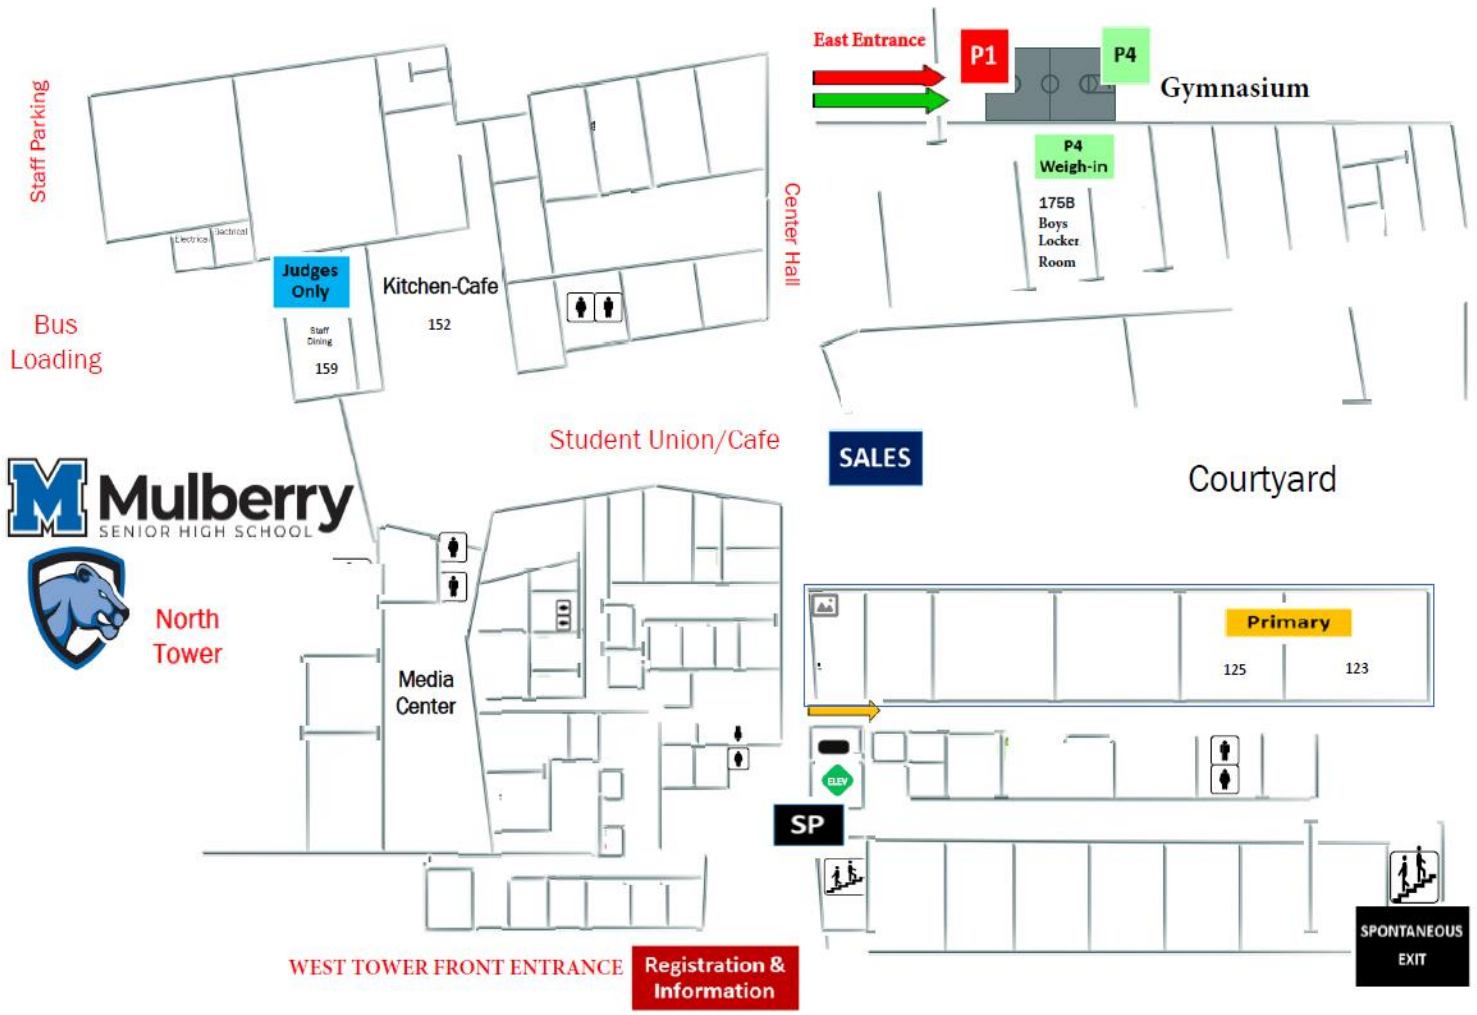 East Entrance
P1
P4
Gymnasium
Staff Parking
P4
Weigh-in
175B
Boys
Locker
Room
Center Hall
Electrical
Electrical
Judges
Only
Kitchen-Cafe
152
Staff
Dining
159
Bus
Loading
Student Union/Cafe
SALES
Courtyard
M Mulberry
SENIOR HIGH SCHOOL
North
Tower
Media
Center
Primary
125
123
ELEV
SP
SPONTANEOUS
EXIT
WEST TOWER FRONT ENTRANCE
Registration &
Information